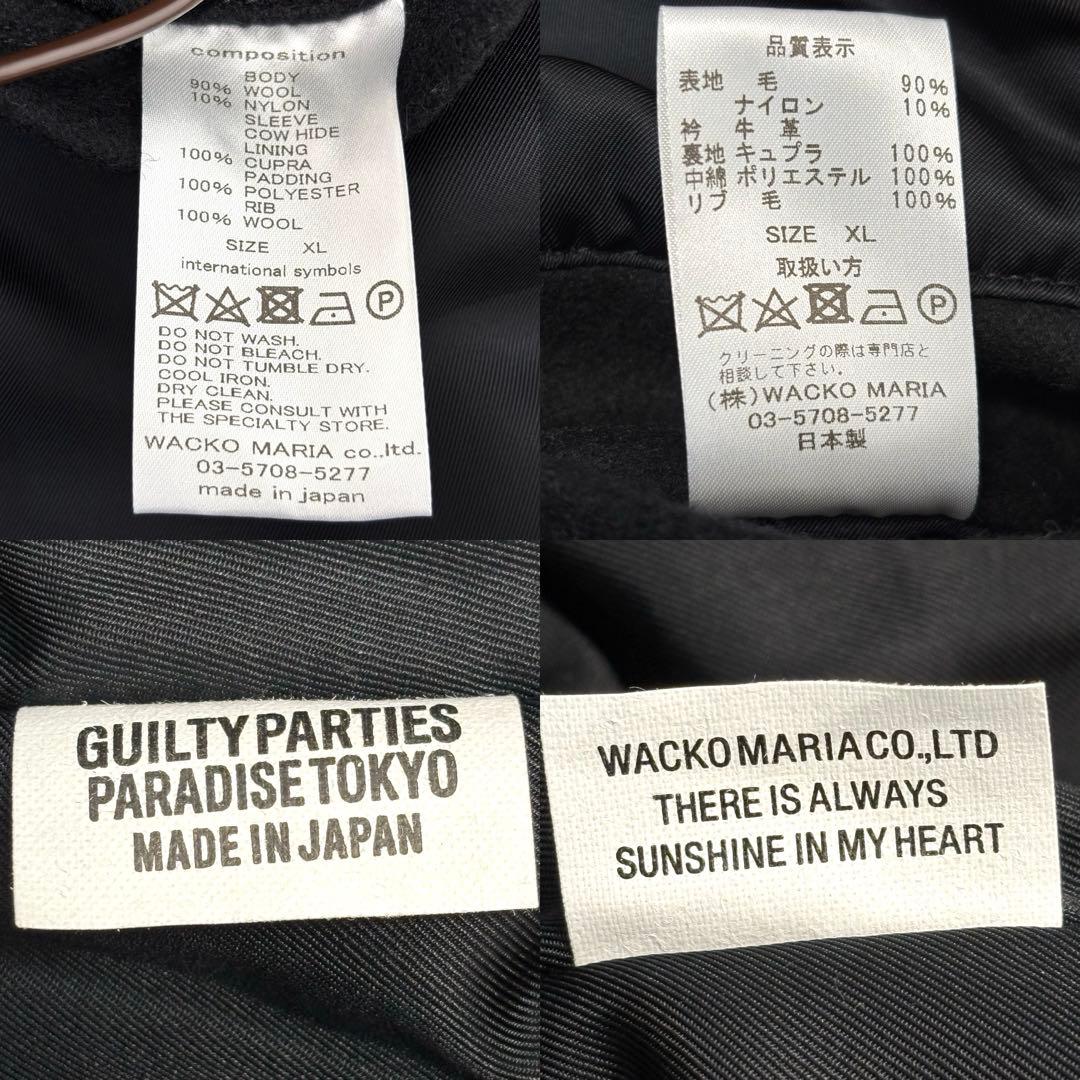 composition
BODY
90% WOOL
10% NYLON
SLEEVE
COW HIDE
LINING
100% CUPRA
PADDING
100% POLYESTER
RIB
100% WOOL
SIZE XL
international symbols
P
DO NOT WASH.
DO NOT BLEACH.
DO NOT TUMBLE DRY.
COOL IRON.
DRY CLEAN.
PLEASE CONSULT WITH
THE SPECIALTY STORE.
WACKO MARIA co.,ltd.
03-5708-5277
made in japan
品質表示
表地 毛 90%
ナイロン 10%
衿 牛革
裏地 キュプラ 100%
中綿 ポリエステル 100%
リブ 毛 100%
SIZE XL
取扱い方
P
クリーニングの際は専門店と
相談して下さい。
(株)WACKO MARIA
03-5708-5277
日本製
GUILTY PARTIES
PARADISE TOKYO
MADE IN JAPAN
WACKO MARIA CO.,LTD
THERE IS ALWAYS
SUNSHINE IN MY HEART